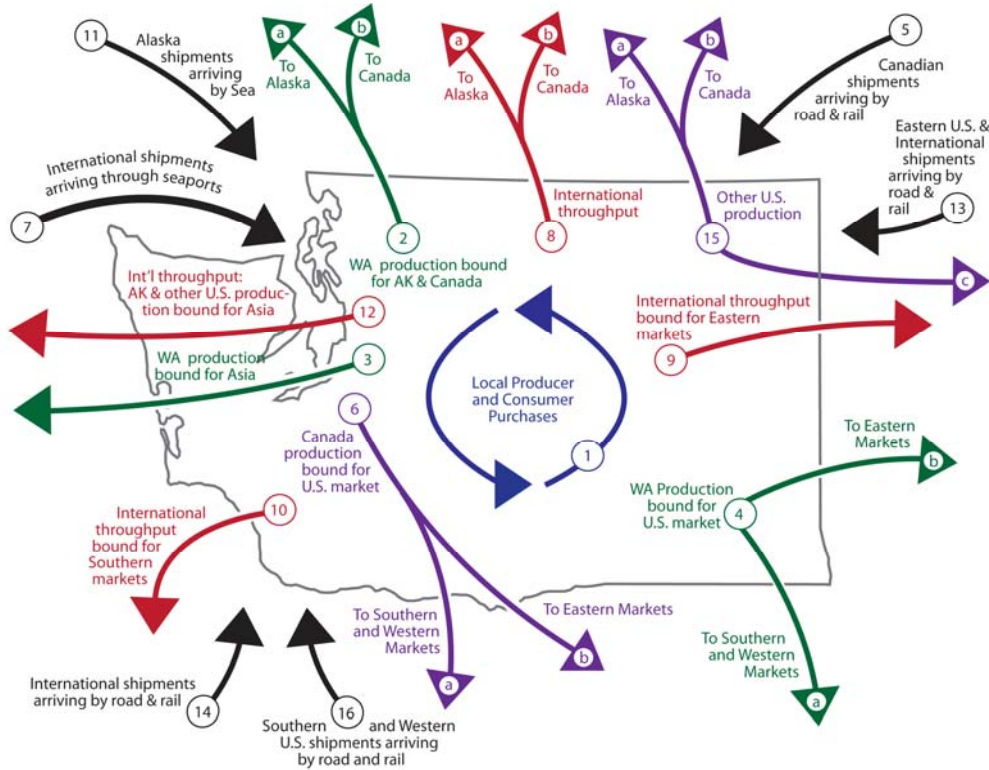 11
Alaska
shipments
arriving
by Sea
a
b
To
Alaska
To
Canada
a
b
To
Alaska
To
Canada
a
b
To
Alaska
To
Canada
5
Canadian
shipments
arriving by
road & rail
Eastern U.S. &
International
shipments
arriving by
road &
rail
13
International shipments
arriving through seaports
7
2
WA production bound
for AK & Canada
International
throughput
8
Other U.S.
production
15
c
Int'l throughput:
AK & other U.S. produc-
tion bound for Asia
12
WA production
bound for Asia
3
International throughput
bound for Eastern
markets
9
Local Producer
and Consumer
Purchases
1
6
Canada
production
bound for
U.S. market
To Southern
and Western
Markets
a
To Eastern Markets
b
To Eastern
Markets
b
WA Production
bound for
U.S. market
4
To Southern
and Western
Markets
a
10
International
throughput
bound for
Southern
markets
International shipments
arriving by road & rail
14
16
Southern and Western
U.S. shipments arriving
by road and rail